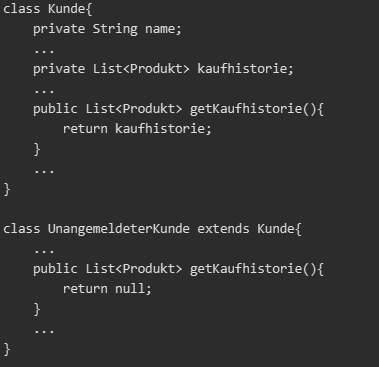 class Kunde{
    private String name;
    ...
    private List<Produkt> kaufhistorie;
    ...
    public List<Produkt> getKaufhistorie(){
        return kaufhistorie;
    }
    ...
}

class UnangemeldeterKunde extends Kunde{
    ...
    public List<Produkt> getKaufhistorie(){
        return null;
    }
    ...
}